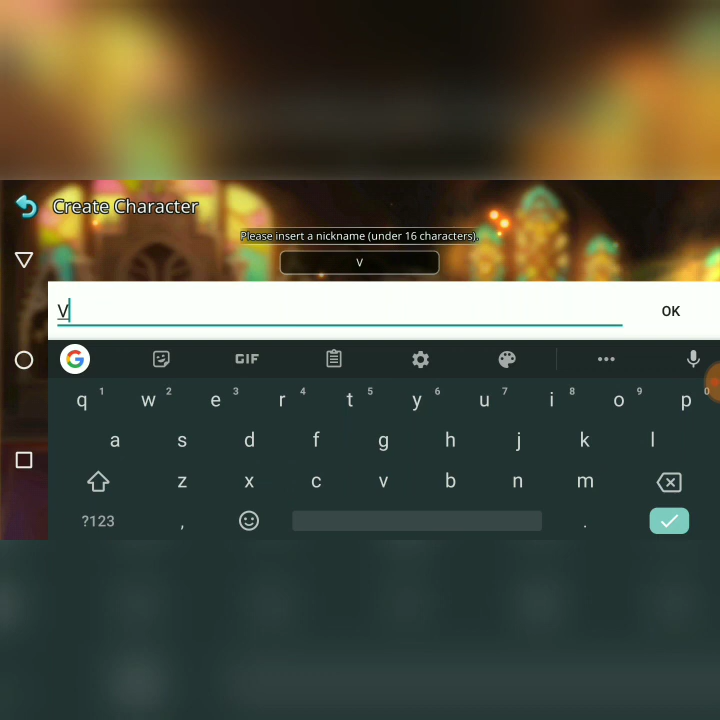 Create Character
Please insert a nickname (under 16 characters).
V
V
OK
G GIF
q 1 w 2 e 3 r 4 t 5 y 6 u 7 i 8 o 9 p 0
a s d f g h j k l
z x c v b n m
?123 , .